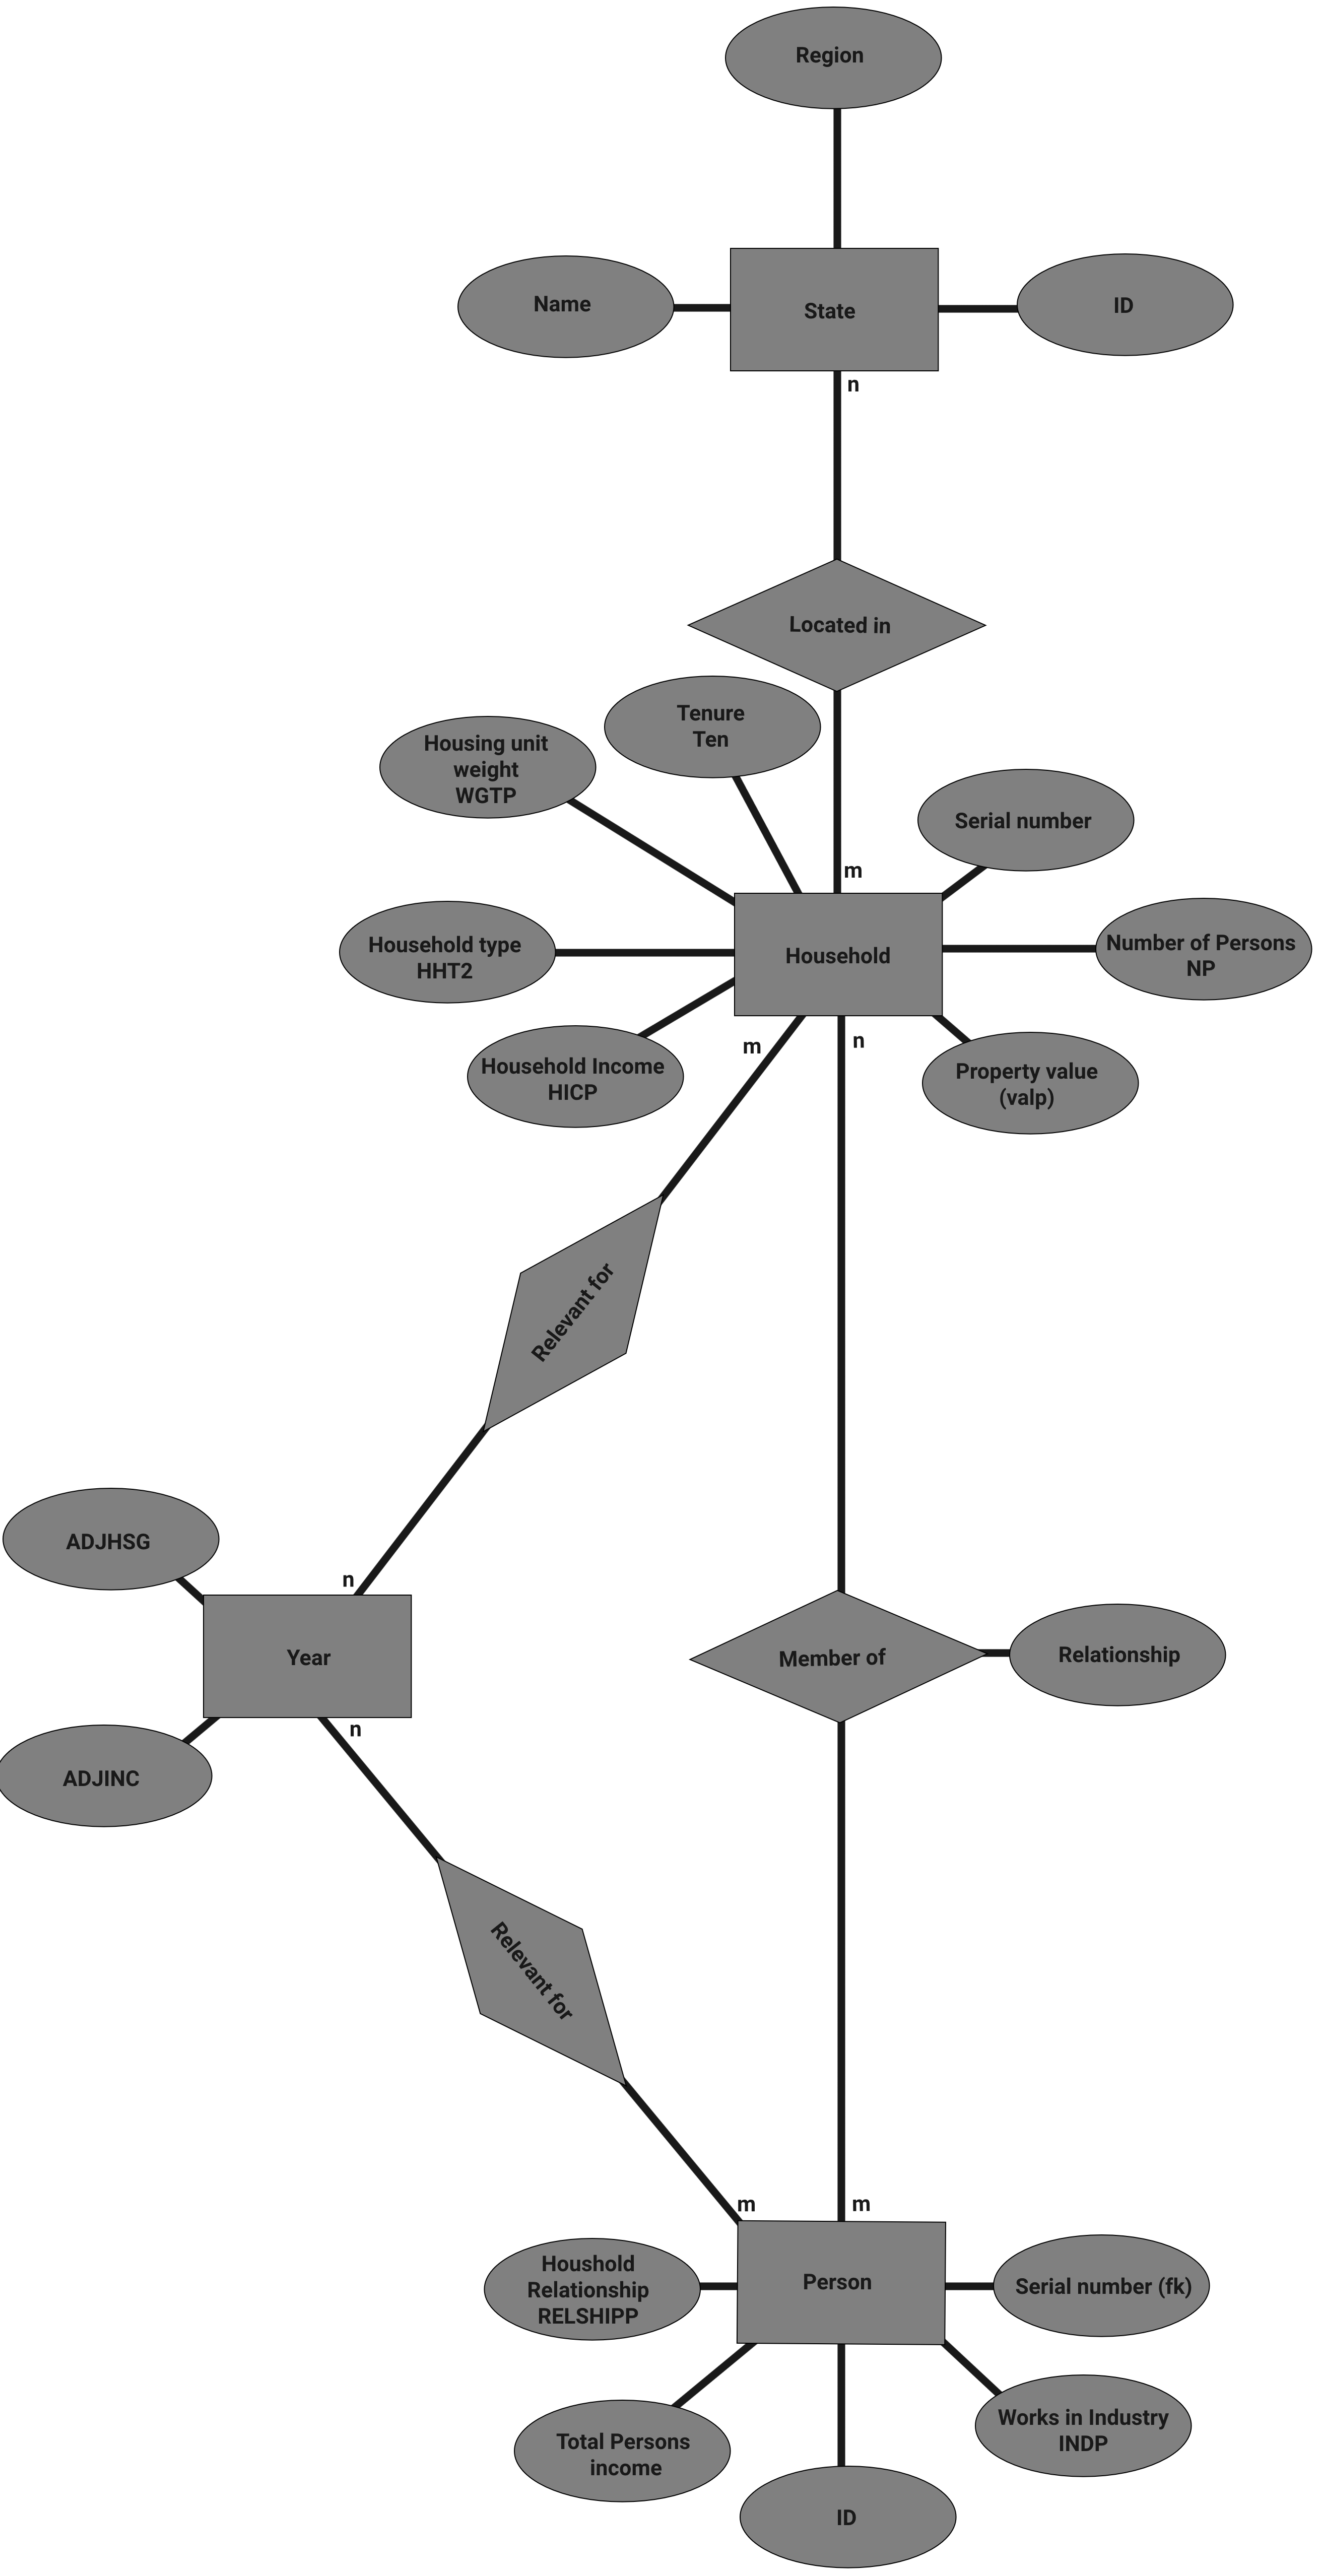 Region
Name
State
ID
n
Located in
Tenure
Ten
Housing unit
weight
WGTP
Serial number
m
Household type
HHT2
Household
Number of Persons
NP
m
n
Household Income
HICP
Property value
(valp)
Relevant for
ADJHSG
n
Year
Member of
Relationship
n
ADJINC
Relevant for
m
m
Houshold
Relationship
RELSHIPP
Person
Serial number (fk)
Total Persons
income
Works in Industry
INDP
ID